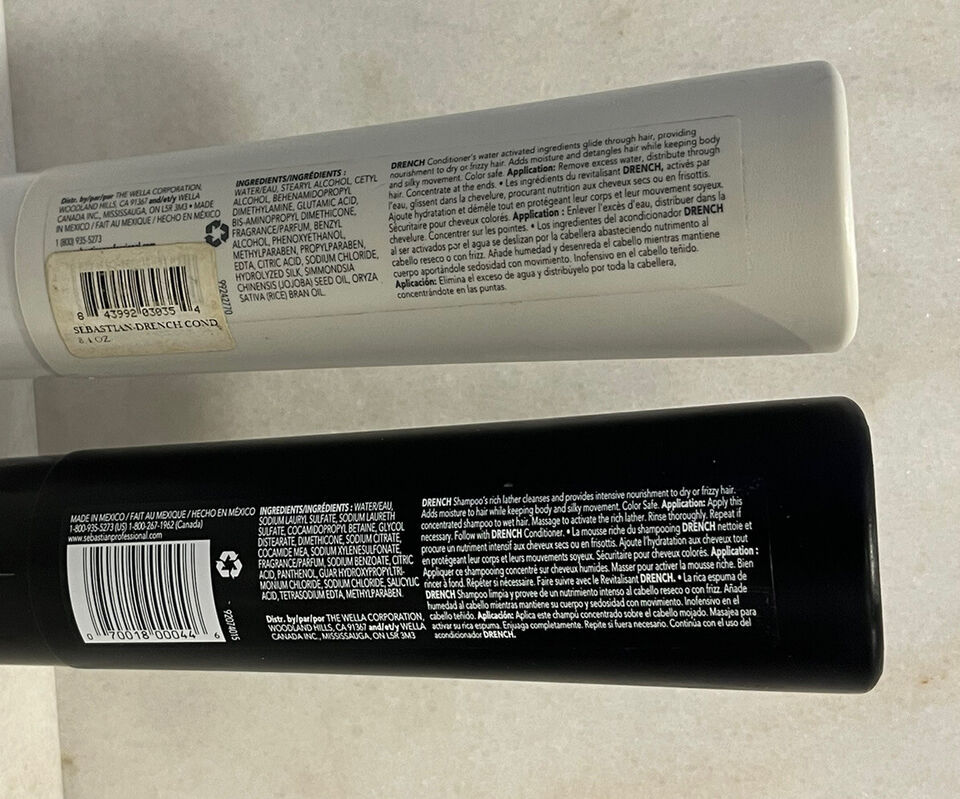 Distr. by/par/por THE WELLA CORPORATION,
WOODLAND HILLS, CA 91367 and/et/y WELLA
CANADA INC., MISSISSAUGA, ON L5R 3M3 • MADE
IN MEXICO / FAIT AU MEXIQUE / HECHO EN MÉXICO
1 (800) 935-5273
8 43992 03035 4
SEBASTIAN-DRENCH COND
8.4 OZ
99242770
INGREDIENTS/INGRÉDIENTS :
WATER/EAU, STEARYL ALCOHOL, CETYL
ALCOHOL, BEHENAMIDOPROPYL
DIMETHYLAMINE, GLUTAMIC ACID,
BIS-AMINOPROPYL DIMETHICONE,
FRAGRANCE/PARFUM, BENZYL
ALCOHOL, PHENOXYETHANOL,
METHYLPARABEN, PROPYLPARABEN,
EDTA, CITRIC ACID, SODIUM CHLORIDE,
HYDROLYZED SILK, SIMMONDSIA
CHINENSIS (JOJOBA) SEED OIL, ORYZA
SATIVA (RICE) BRAN OIL.
DRENCH Conditioner's water activated ingredients glide through hair, providing
nourishment to dry or frizzy hair. Adds moisture and detangles hair while keeping body
and silky movement. Color safe. Application: Remove excess water, distribute through
hair. Concentrate at the ends. • Les ingrédients du revitalisant DRENCH, activés par
l'eau, glissent dans la chevelure, procurant nutrition aux cheveux secs ou en frisottis.
Ajoute hydratation et démêle tout en protégeant leur corps et leur mouvement soyeux.
Sécuritaire pour cheveux colorés. Application : Enlever l'excès d'eau, distribuer dans la
chevelure. Concentrer sur les pointes. • Los ingredientes del acondicionador DRENCH
al ser activados por el agua se deslizan por la cabellera abasteciendo nutrimento al
cabello reseco o con frizz. Añade humedad y desenreda el cabello mientras mantiene
cuerpo aportándole sedosidad con movimiento. Inofensivo en el cabello teñido.
Aplicación: Elimina el exceso de agua y distribúyelo por toda la cabellera,
concentrándote en las puntas.
MADE IN MEXICO / FAIT AU MEXIQUE / HECHO EN MÉXICO
1-800-935-5273 (US) 1-800-267-1962 (Canada)
www.sebastianprofessional.com
0 70018 00044 6
92074015
INGREDIENTS/INGRÉDIENTS : WATER/EAU,
SODIUM LAURYL SULFATE, SODIUM LAURETH
SULFATE, COCAMIDOPROPYL BETAINE, GLYCOL
DISTEARATE, DIMETHICONE, SODIUM CITRATE,
COCAMIDE MEA, SODIUM XYLENESULFONATE,
FRAGRANCE/PARFUM, SODIUM BENZOATE, CITRIC
ACID, PANTHENOL, GUAR HYDROXYPROPYLTRI-
MONIUM CHLORIDE, SODIUM CHLORIDE, SALICYLIC
ACID, TETRASODIUM EDTA, METHYLPARABEN.
Distr. by/par/por THE WELLA CORPORATION,
WOODLAND HILLS, CA 91367 and/et/y WELLA
CANADA INC., MISSISSAUGA, ON L5R 3M3
DRENCH Shampoo's rich lather cleanses and provides intensive nourishment to dry or frizzy hair.
Adds moisture to hair while keeping body and silky movement. Color Safe. Application: Apply this
concentrated shampoo to wet hair. Massage to activate the rich lather. Rinse thoroughly. Repeat if
necessary. Follow with DRENCH Conditioner. • La mousse riche du shampooing DRENCH nettoie et
procure un nutriment intensif aux cheveux secs ou en frisottis. Ajoute l'hydratation aux cheveux tout
en protégeant leur corps et leurs mouvements soyeux. Sécuritaire pour cheveux colorés. Application :
Appliquer ce shampooing concentré sur cheveux humides. Masser pour activer la mousse riche. Bien
rincer à fond. Répéter si nécessaire. Faire suivre avec le Revitalisant DRENCH. • La rica espuma de
DRENCH Shampoo limpia y provee de un nutrimento intenso al cabello reseco o con frizz. Añade
humedad al cabello mientras mantiene su cuerpo y sedosidad con movimiento. Inofensivo en el
cabello teñido. Aplicación: Aplica este champú concentrado sobre el cabello mojado. Masajea para
activar su rica espuma. Enjuaga completamente. Repite si fuera necesario. Continúa con el uso del
acondicionador DRENCH.